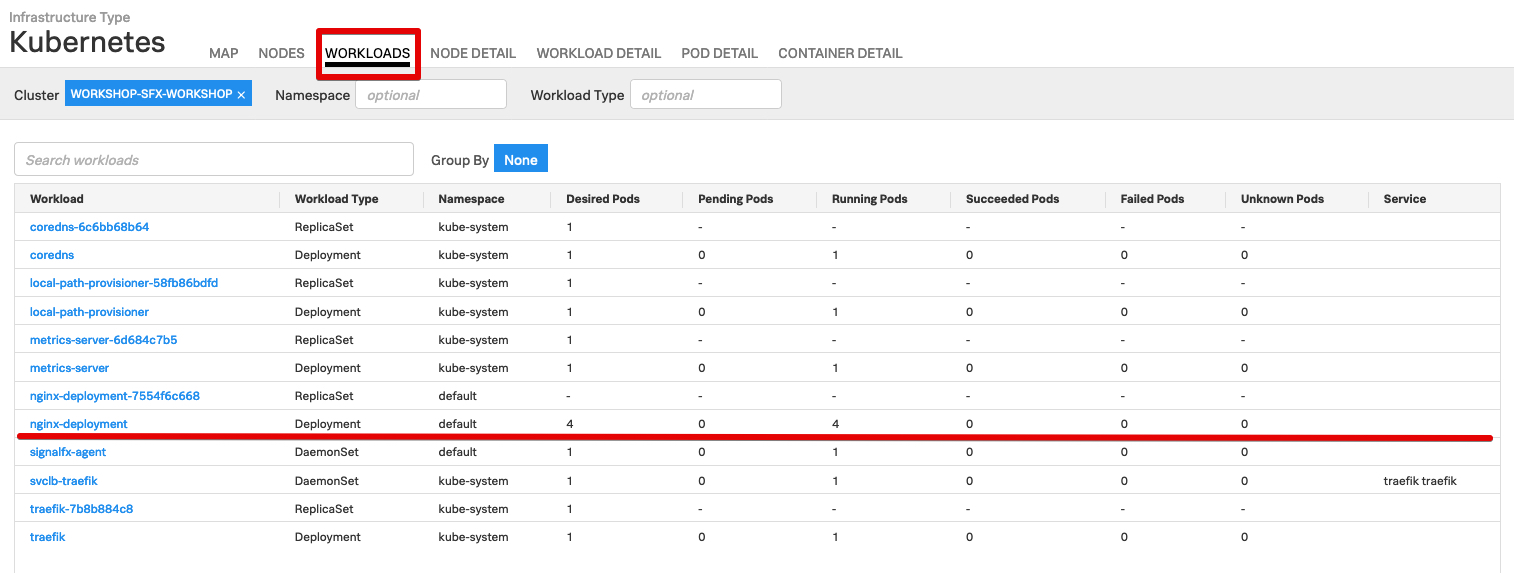 Infrastructure Type
Kubernetes
MAP NODES WORKLOADS NODE DETAIL WORKLOAD DETAIL POD DETAIL CONTAINER DETAIL
Cluster WORKSHOP-SFX-WORKSHOP × Namespace optional Workload Type optional
Search workloads Group By None
Workload Workload Type Namespace Desired Pods Pending Pods Running Pods Succeeded Pods Failed Pods Unknown Pods Service
coredns-6c6bb68b64 ReplicaSet kube-system 1 - - - - -
coredns Deployment kube-system 1 0 1 0 0 0
local-path-provisioner-58fb86bdfd ReplicaSet kube-system 1 - - - - -
local-path-provisioner Deployment kube-system 1 0 1 0 0 0
metrics-server-6d684c7b5 ReplicaSet kube-system 1 - - - - -
metrics-server Deployment kube-system 1 0 1 0 0 0
nginx-deployment-7554f6c668 ReplicaSet default - - - - - -
nginx-deployment Deployment default 4 0 4 0 0 0
signalfx-agent DaemonSet default 1 0 1 0 0 0
svclb-traefik DaemonSet kube-system 1 0 1 0 0 0 traefik traefik
traefik-7b8b884c8 ReplicaSet kube-system 1 - - - - -
traefik Deployment kube-system 1 0 1 0 0 0